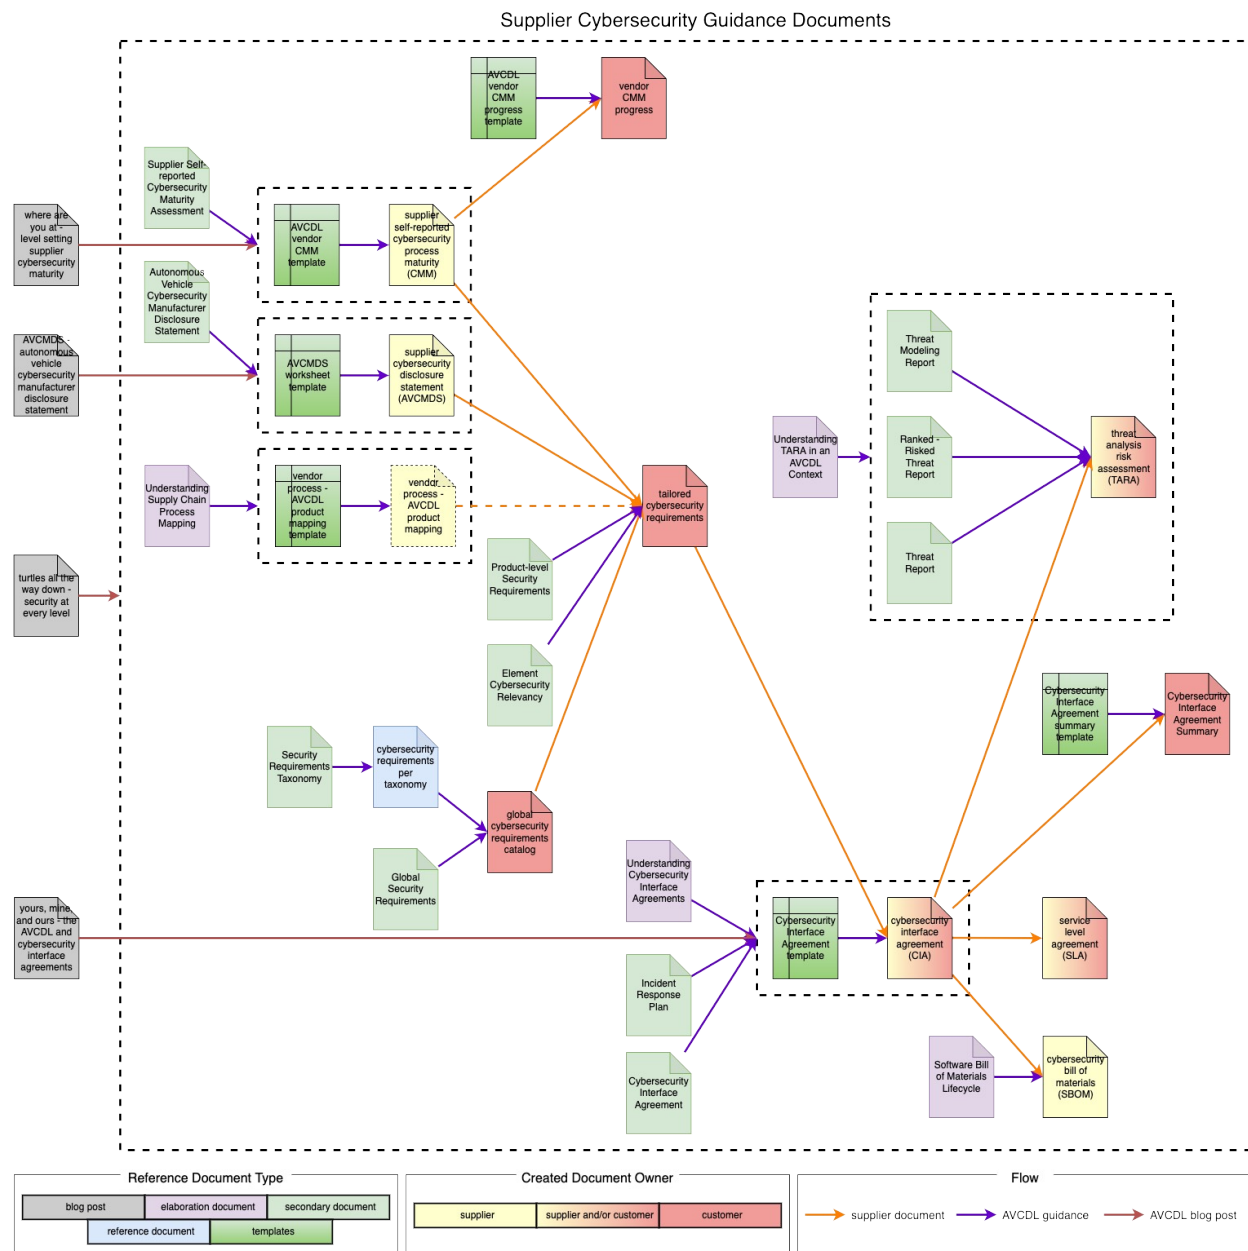 Supplier Cybersecurity Guidance Documents
AVCDL
vendor
CMM
progress
template
vendor
CMM
progress
Supplier Self-
reported
Cybersecurity
Maturity
Assessment
where are
you at -
level setting
supplier
cybersecurity
maturity
AVCDL
vendor
CMM
template
supplier
self-reported
cybersecurity
process
maturity
(CMM)
Autonomous
Vehicle
Cybersecurity
Manufacturer
Disclosure
Statement
AVCMDS -
autonomous
vehicle
cybersecurity
manufacturer
disclosure
statement
AVCMDS
worksheet
template
supplier
cybersecurity
disclosure
statement
(AVCMDS)
Threat
Modeling
Report
Understanding
TARA in an
AVCDL
Context
Ranked -
Risked
Threat
Report
threat
analysis
risk
assessment
(TARA)
Threat
Report
Understanding
Supply Chain
Process
Mapping
vendor
process -
AVCDL
product
mapping
template
vendor
process -
AVCDL
product
mapping
tailored
cybersecurity
requirements
turtles all the
way down -
security at
every level
Product-level
Security
Requirements
Element
Cybersecurity
Relevancy
Cybersecurity
Interface
Agreement
summary
template
Cybersecurity
Interface
Agreement
Summary
Security
Requirements
Taxonomy
cybersecurity
requirements
per
taxonomy
global
cybersecurity
requirements
catalog
Global
Security
Requirements
Understanding
Cybersecurity
Interface
Agreements
yours, mine,
and ours - the
AVCDL and
cybersecurity
interface
agreements
Cybersecurity
Interface
Agreement
template
cybersecurity
interface
agreement
(CIA)
service
level
agreement
(SLA)
Incident
Response
Plan
Cybersecurity
Interface
Agreement
Software Bill
of Materials
Lifecycle
cybersecurity
bill of
materials
(SBOM)
Reference Document Type
blog post
elaboration document
secondary document
reference document
templates
Created Document Owner
supplier
supplier and/or customer
customer
Flow
supplier document
AVCDL guidance
AVCDL blog post